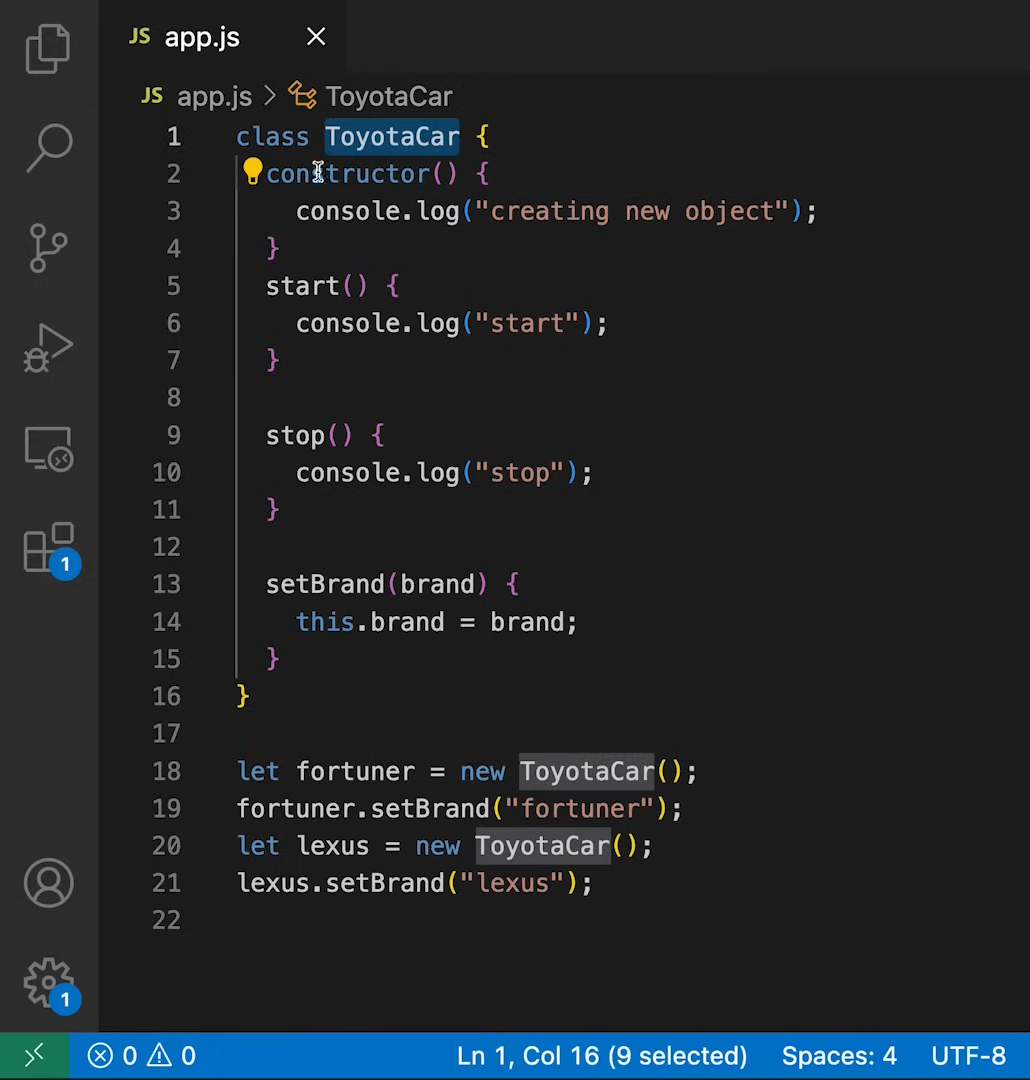 JS app.js
JS app.js > ToyotaCar
1 class ToyotaCar {
2 constructor() {
3 console.log("creating new object");
4 }
5 start() {
6 console.log("start");
7 }
8
9 stop() {
10 console.log("stop");
11 }
12
13 setBrand(brand) {
14 this.brand = brand;
15 }
16 }
17
18 let fortuner = new ToyotaCar();
19 fortuner.setBrand("fortuner");
20 let lexus = new ToyotaCar();
21 lexus.setBrand("lexus");
22
1
1
0 0 Ln 1, Col 16 (9 selected) Spaces: 4 UTF-8